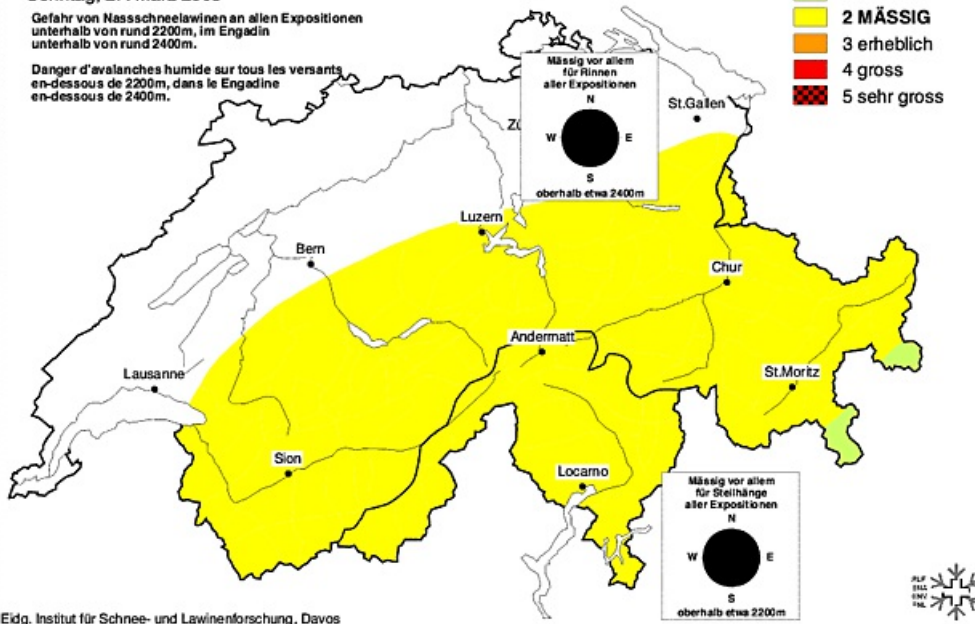 Gefahr von Nassschneelawinen an allen Expositionen
unterhalb von rund 2200m, im Engadin
unterhalb von rund 2400m.
Danger d'avalanches humide sur tous les versants
en-dessous de 2200m, dans le Engadine
en-dessous de 2400m.
2 MÄSSIG
3 erheblich
4 gross
5 sehr gross
Mässig vor allem
für Rinnen
aller Expositionen
N
W E
S
oberhalb etwa 2400m
St.Gallen
Luzern
Bern
Chur
Andermatt
Lausanne
St.Moritz
Sion
Locarno
Mässig vor allem
für Steilhänge
aller Expositionen
N
W E
S
oberhalb etwa 2200m
Eidg. Institut für Schnee- und Lawinenforschung, Davos